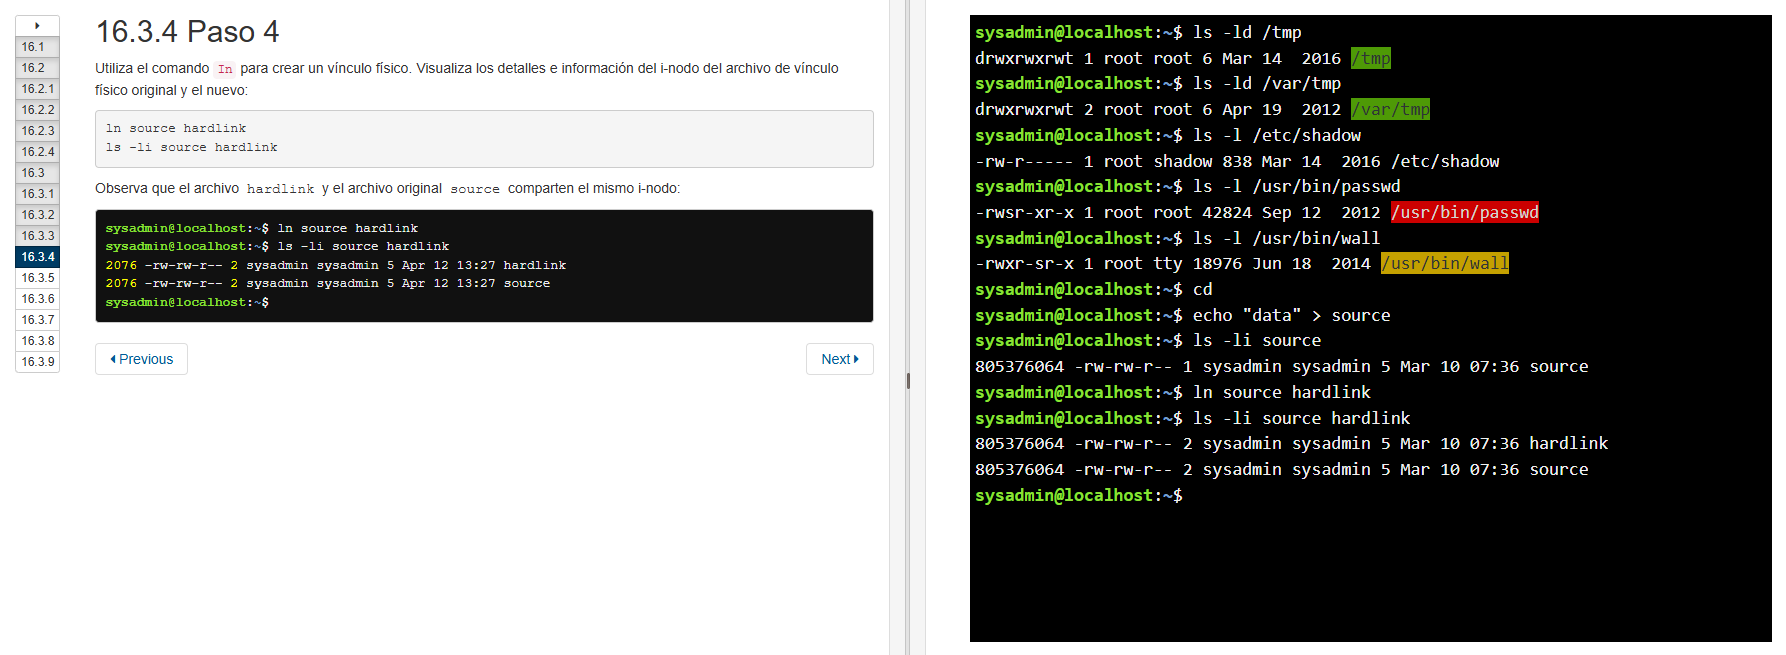 16.1
16.2
16.2.1
16.2.2
16.2.3
16.2.4
16.3
16.3.1
16.3.2
16.3.3
16.3.4
16.3.5
16.3.6
16.3.7
16.3.8
16.3.9
16.3.4 Paso 4
Utiliza el comando ln para crear un vínculo físico. Visualiza los detalles e información del i-nodo del archivo de vínculo
físico original y el nuevo:
ln source hardlink
ls -li source hardlink
Observa que el archivo hardlink y el archivo original source comparten el mismo i-nodo:
sysadmin@localhost:~$ ln source hardlink
sysadmin@localhost:~$ ls -li source hardlink
2076 -rw-rw-r-- 2 sysadmin sysadmin 5 Apr 12 13:27 hardlink
2076 -rw-rw-r-- 2 sysadmin sysadmin 5 Apr 12 13:27 source
sysadmin@localhost:~$
Previous
Next
sysadmin@localhost:~$ ls -ld /tmp
drwxrwxrwt 1 root root 6 Mar 14  2016 /tmp
sysadmin@localhost:~$ ls -ld /var/tmp
drwxrwxrwt 2 root root 6 Apr 19  2012 /var/tmp
sysadmin@localhost:~$ ls -l /etc/shadow
-rw-r----- 1 root shadow 838 Mar 14  2016 /etc/shadow
sysadmin@localhost:~$ ls -l /usr/bin/passwd
-rwsr-xr-x 1 root root 42824 Sep 12  2012 /usr/bin/passwd
sysadmin@localhost:~$ ls -l /usr/bin/wall
-rwxr-sr-x 1 root tty 18976 Jun 18  2014 /usr/bin/wall
sysadmin@localhost:~$ cd
sysadmin@localhost:~$ echo "data" > source
sysadmin@localhost:~$ ls -li source
805376064 -rw-rw-r-- 1 sysadmin sysadmin 5 Mar 10 07:36 source
sysadmin@localhost:~$ ln source hardlink
sysadmin@localhost:~$ ls -li source hardlink
805376064 -rw-rw-r-- 2 sysadmin sysadmin 5 Mar 10 07:36 hardlink
805376064 -rw-rw-r-- 2 sysadmin sysadmin 5 Mar 10 07:36 source
sysadmin@localhost:~$